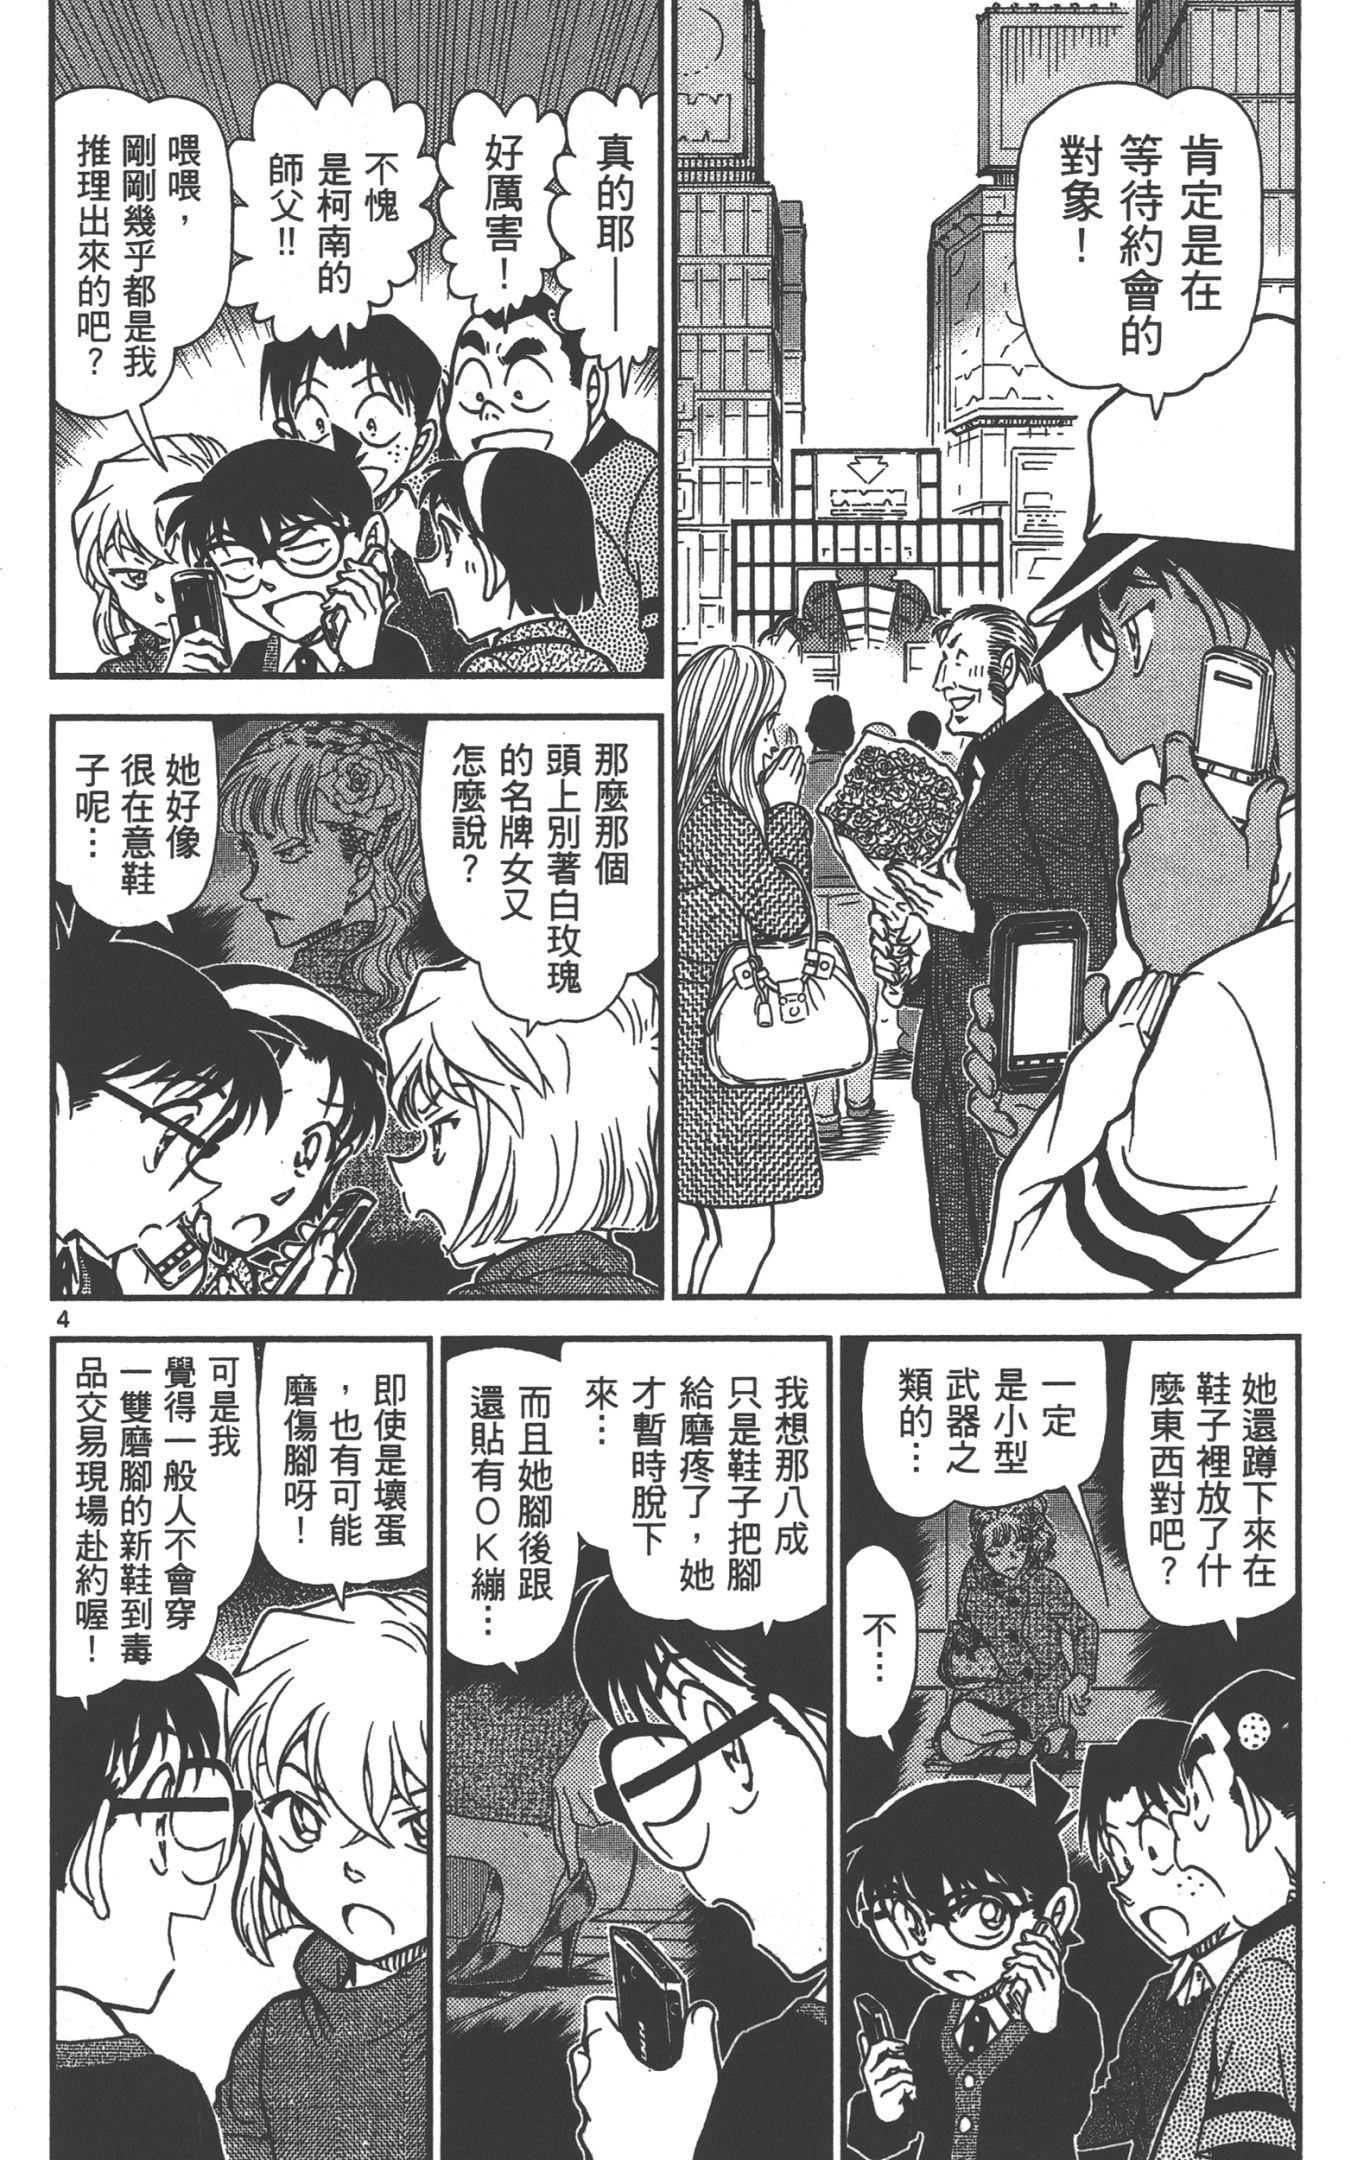 肯定是在
等待約會的
對象！
真的耶——
好厲害！
不愧
是柯南的
師父!!
喂喂，
剛剛幾乎都是我
推理出來的吧？
那麼那個
頭上別著白玫瑰
的名牌女又
怎麼說？
她好像
很在意鞋
子呢…
4
她還蹲下來在
鞋子裡放了什
麼東西對吧？
一定
是小型
武器之
類的…
不…
我想那八成
只是鞋子把腳
給磨疼了，她
才暫時脫下
來…
而且她腳後跟
還貼有OK繃…
即使是壞蛋
，也有可能
磨傷腳呀！
可是我
覺得一般人不會穿
一雙磨腳的新鞋到毒
品交易現場赴約喔！